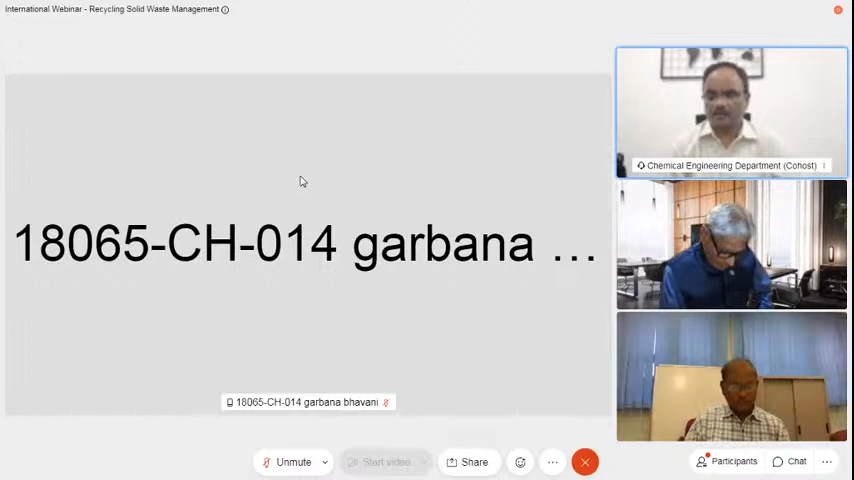 International Webinar - Recycling Solid Waste Management
Chemical Engineering Department (Cohost)
18065-CH-014 garbana ...
18065-CH-014 garbana bhavani
Unmute
Start video
Share
Participants
Chat